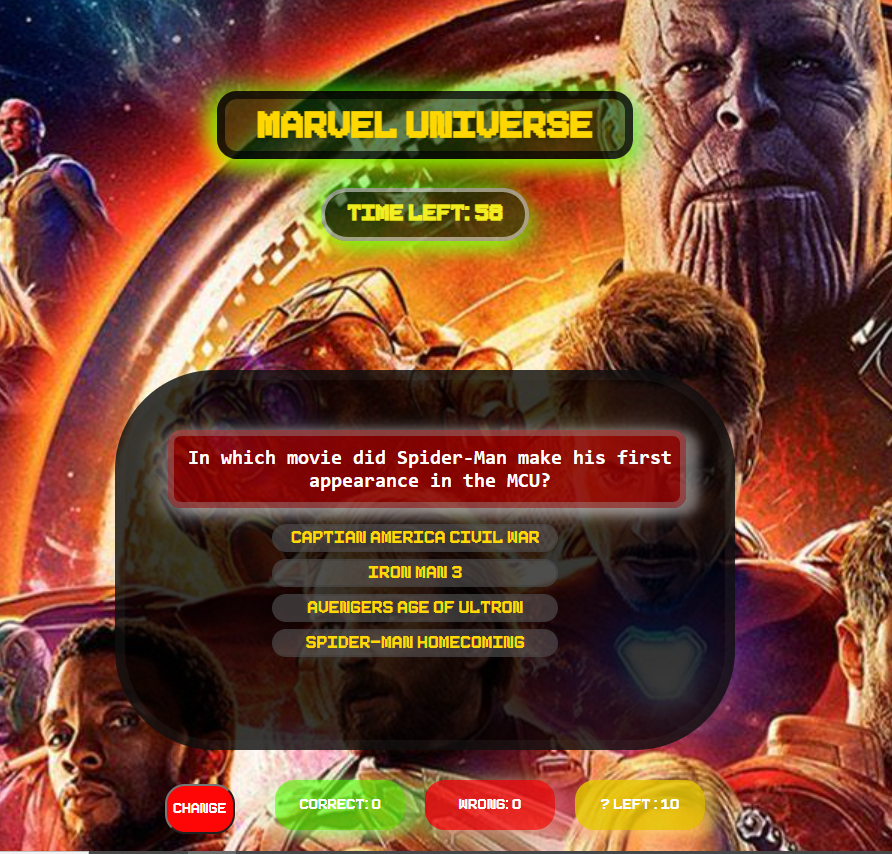 MARVEL UNIVERSE
TIME LEFT: 58
In which movie did Spider-Man make his first
appearance in the MCU?
CAPTIAN AMERICA CIVIL WAR
IRON MAN 3
AVENGERS AGE OF ULTRON
SPIDER-MAN HOMECOMING
CHANGE
CORRECT: 0
WRONG: 0
? LEFT : 10